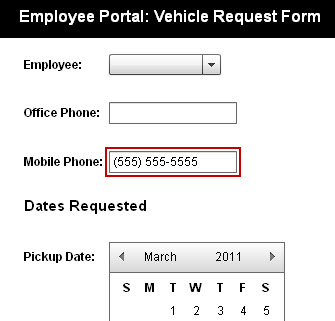 Employee Portal: Vehicle Request Form
Employee:
Office Phone:
Mobile Phone: (555) 555-5555
Dates Requested
Pickup Date: March 2011
S M T W T F S
1 2 3 4 5